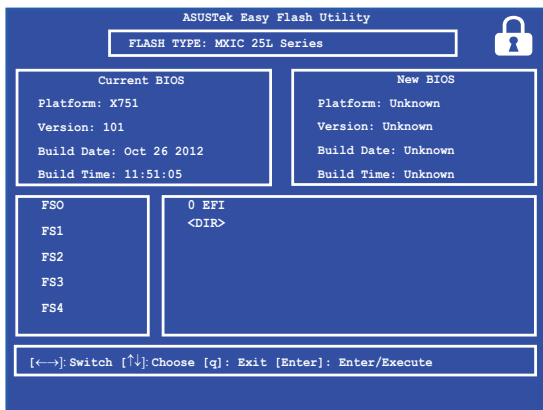 ASUSTek Easy Flash Utility
FLASH TYPE: MXIC 25L Series
Current BIOS
Platform: X751
Version: 101
Build Date: Oct 26 2012
Build Time: 11:51:05
New BIOS
Platform: Unknown
Version: Unknown
Build Date: Unknown
Build Time: Unknown
FSO
FS1
FS2
FS3
FS4
0 EFI
<DIR>
[←→]: Switch [↑↓]: Choose [q]: Exit [Enter]: Enter/Execute